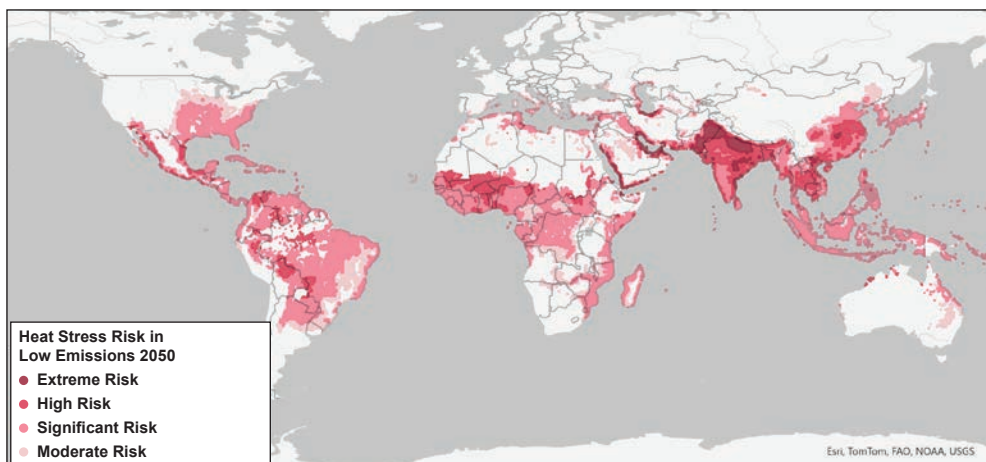 Heat Stress Risk in
Low Emissions 2050
Extreme Risk
High Risk
Significant Risk
Moderate Risk
Esri, TomTom, FAO, NOAA, USGS